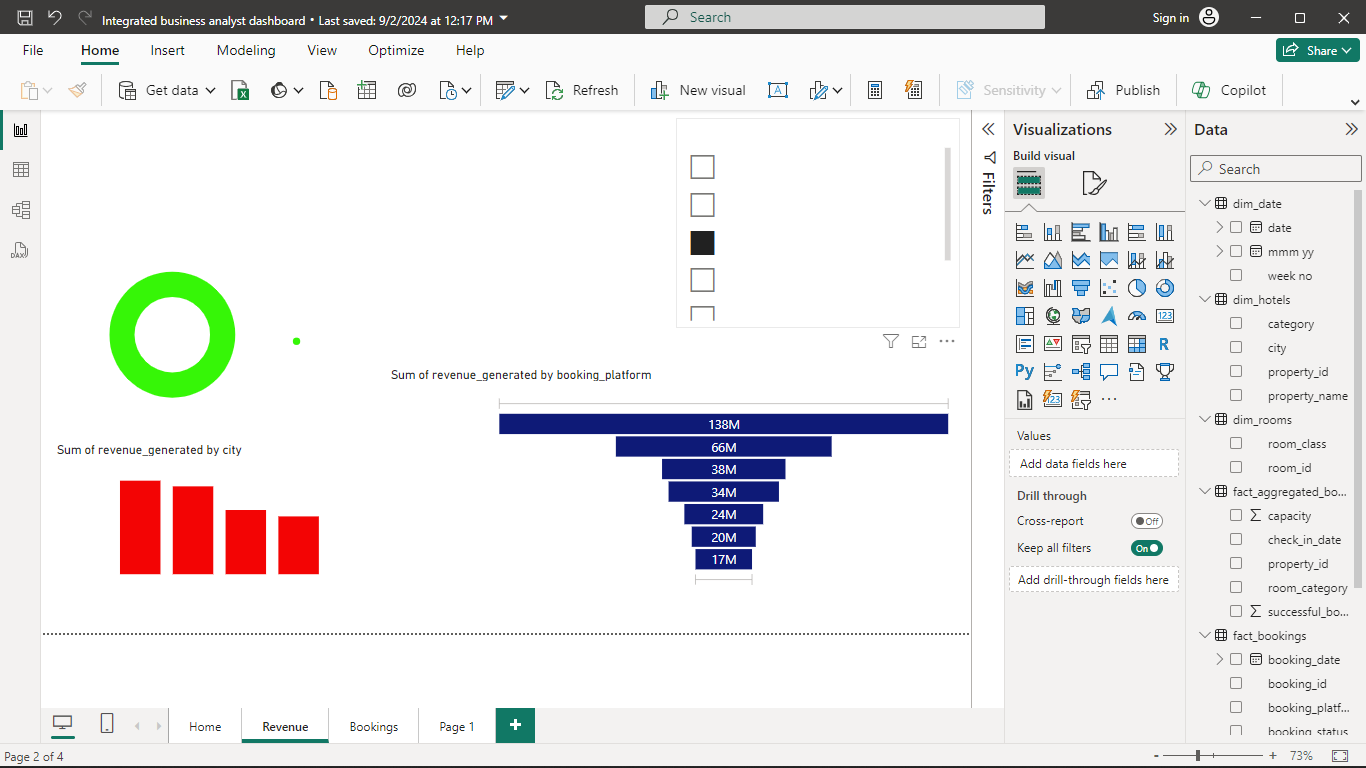 Integrated business analyst dashboard • Last saved: 9/2/2024 at 12:17 PM
Search
Sign in
File
Home
Insert
Modeling
View
Optimize
Help
Share
Get data
Refresh
New visual
Sensitivity
Publish
Copilot
Sum of revenue_generated by booking_platform
138M
66M
38M
34M
24M
20M
17M
Sum of revenue_generated by city
Filters
Visualizations
Build visual
123
R
Py
123
Values
Add data fields here
Drill through
Cross-report
Off
Keep all filters
On
Add drill-through fields here
Data
Search
dim_date
date
mmm yy
week no
dim_hotels
category
city
property_id
property_name
dim_rooms
room_class
room_id
fact_aggregated_bo...
Σ capacity
check_in_date
property_id
room_category
Σ successful_bo...
fact_bookings
booking_date
booking_id
booking_platf...
booking_status
Home
Revenue
Bookings
Page 1
+
Page 2 of 4
- + 73%